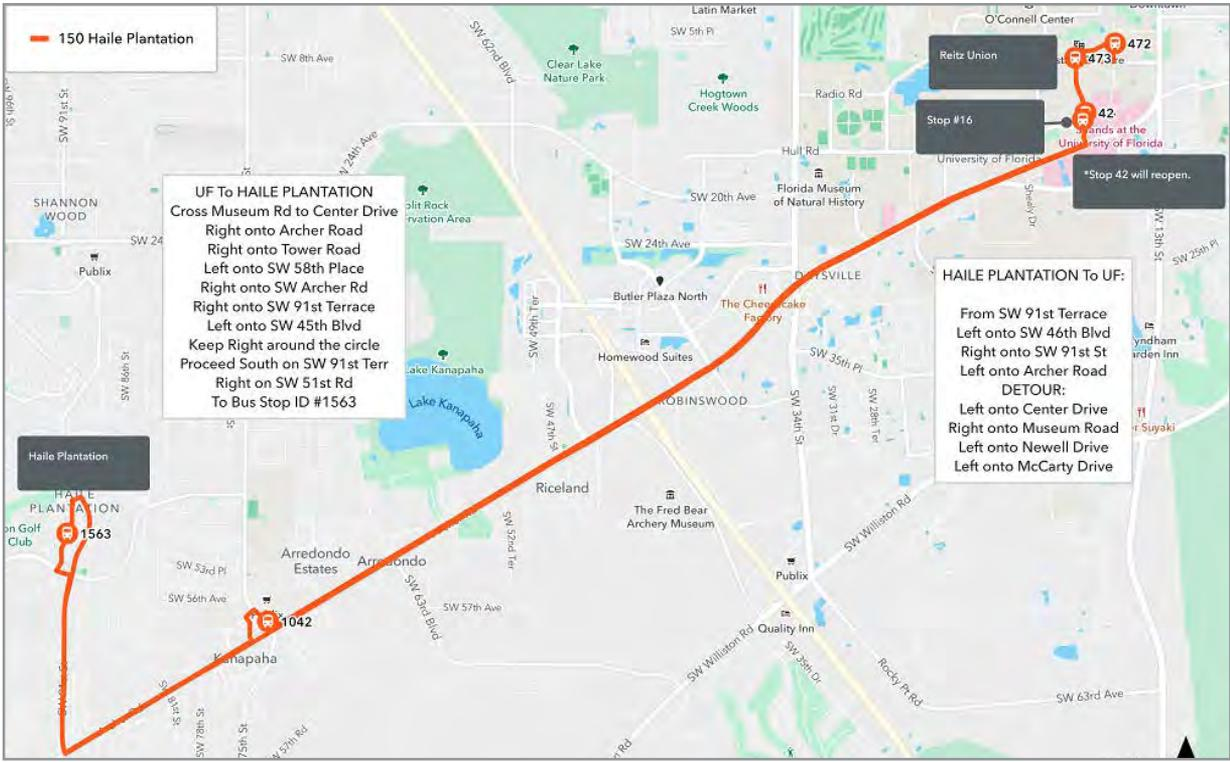 150 Haile Plantation
Latin Market
O'Connell Center
SW 5th Pl
SW 62nd Blvd
SW 8th Ave
Clear Lake
Nature Park
Hogtown
Creek Woods
Radio Rd
Reitz Union
472
473
Stop #16
42
Shands at the
University of Florida
University of Florida
*Stop 42 will reopen.
Hull Rd
SW 91st St
SW 24th Ave
UF To HAILE PLANTATION
Cross Museum Rd to Center Drive
Right onto Archer Road
Right onto Tower Road
Left onto SW 58th Place
Right onto SW Archer Rd
Right onto SW 91st Terrace
Left onto SW 45th Blvd
Keep Right around the circle
Proceed South on SW 91st Terr
Right on SW 51st Rd
To Bus Stop ID #1563
SHANNON
WOOD
SW 24
Publix
SW 86th St
Florida Museum
of Natural History
SW 20th Ave
SW 24th Ave
Shealy Dr
SW 13th St
SW 25th Pl
Butler Plaza North
The Cheesecake
Factory
SW 49th Ter
Homewood Suites
SW 35th Pl
SW 34th St
SW 31st Dr
SW 28th Ter
HAILE PLANTATION To UF:
From SW 91st Terrace
Left onto SW 46th Blvd
Right onto SW 91st St
Left onto Archer Road
DETOUR:
Left onto Center Drive
Right onto Museum Road
Left onto Newell Drive
Left onto McCarty Drive
Lake Kanapaha
Lake Kanapaha
SW 47th St
Riceland
The Fred Bear
Archery Museum
SW Williston Rd
Haile Plantation
HAILE
PLANTATION
1563
Club
SW 53rd Pl
SW 56th Ave
Arredondo
Estates
Arredondo
SW 52nd Ter
SW 63rd Blvd
SW 57th Ave
1042
Kanapaha
Publix
Quality Inn
SW Williston Rd
SW 35th Dr
Rocky Pt Rd
SW 63rd Ave
SW 81st St
SW 78th St
75th St
SW 57th Rd